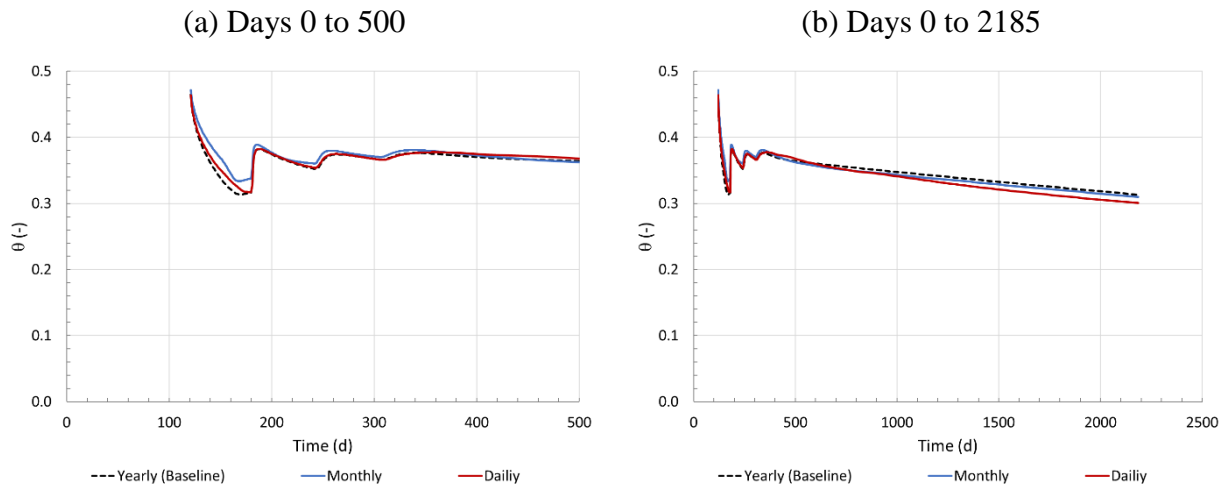 (a) Days 0 to 500
0.5
0.4
0.3
0.2
0.1
0.0
θ (-)
0 100 200 300 400 500
Time (d)
Yearly (Baseline) Monthly Dailiy
(b) Days 0 to 2185
0.5
0.4
0.3
0.2
0.1
0.0
θ (-)
0 500 1000 1500 2000 2500
Time (d)
Yearly (Baseline) Monthly Dailiy